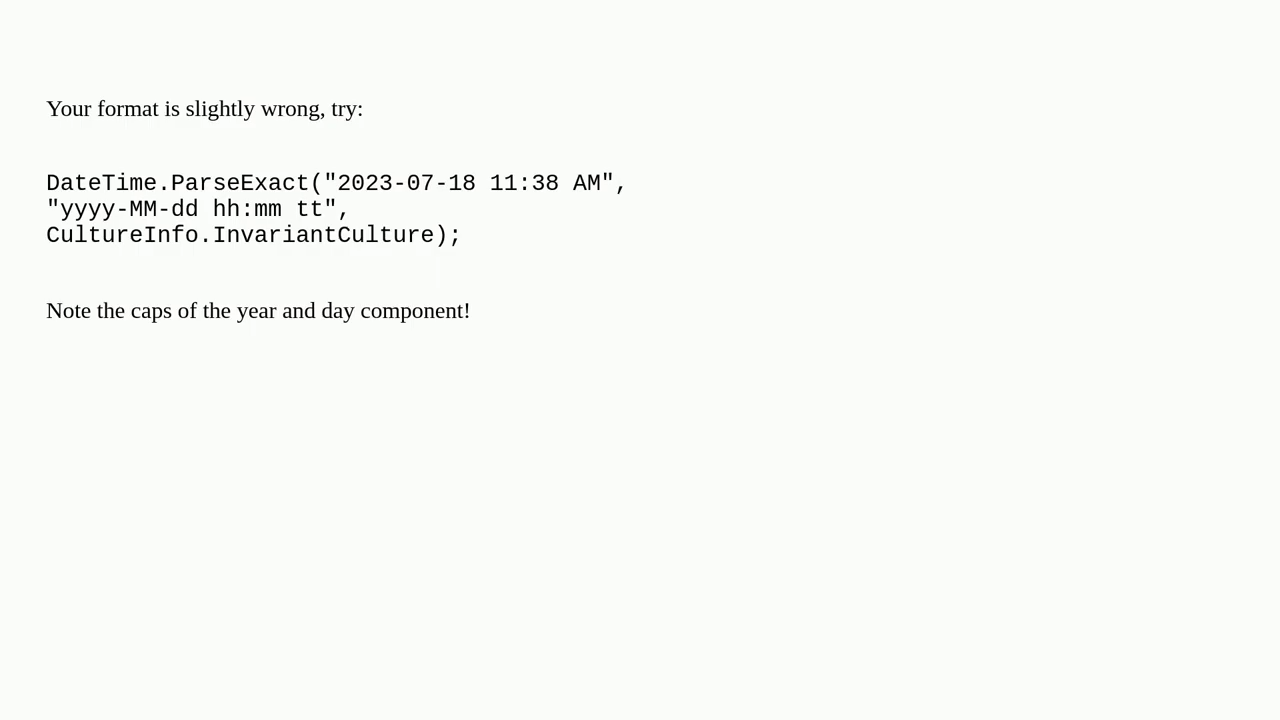 Your format is slightly wrong, try:
DateTime.ParseExact("2023-07-18 11:38 AM",
"yyyy-MM-dd hh:mm tt",
CultureInfo.InvariantCulture);
Note the caps of the year and day component!